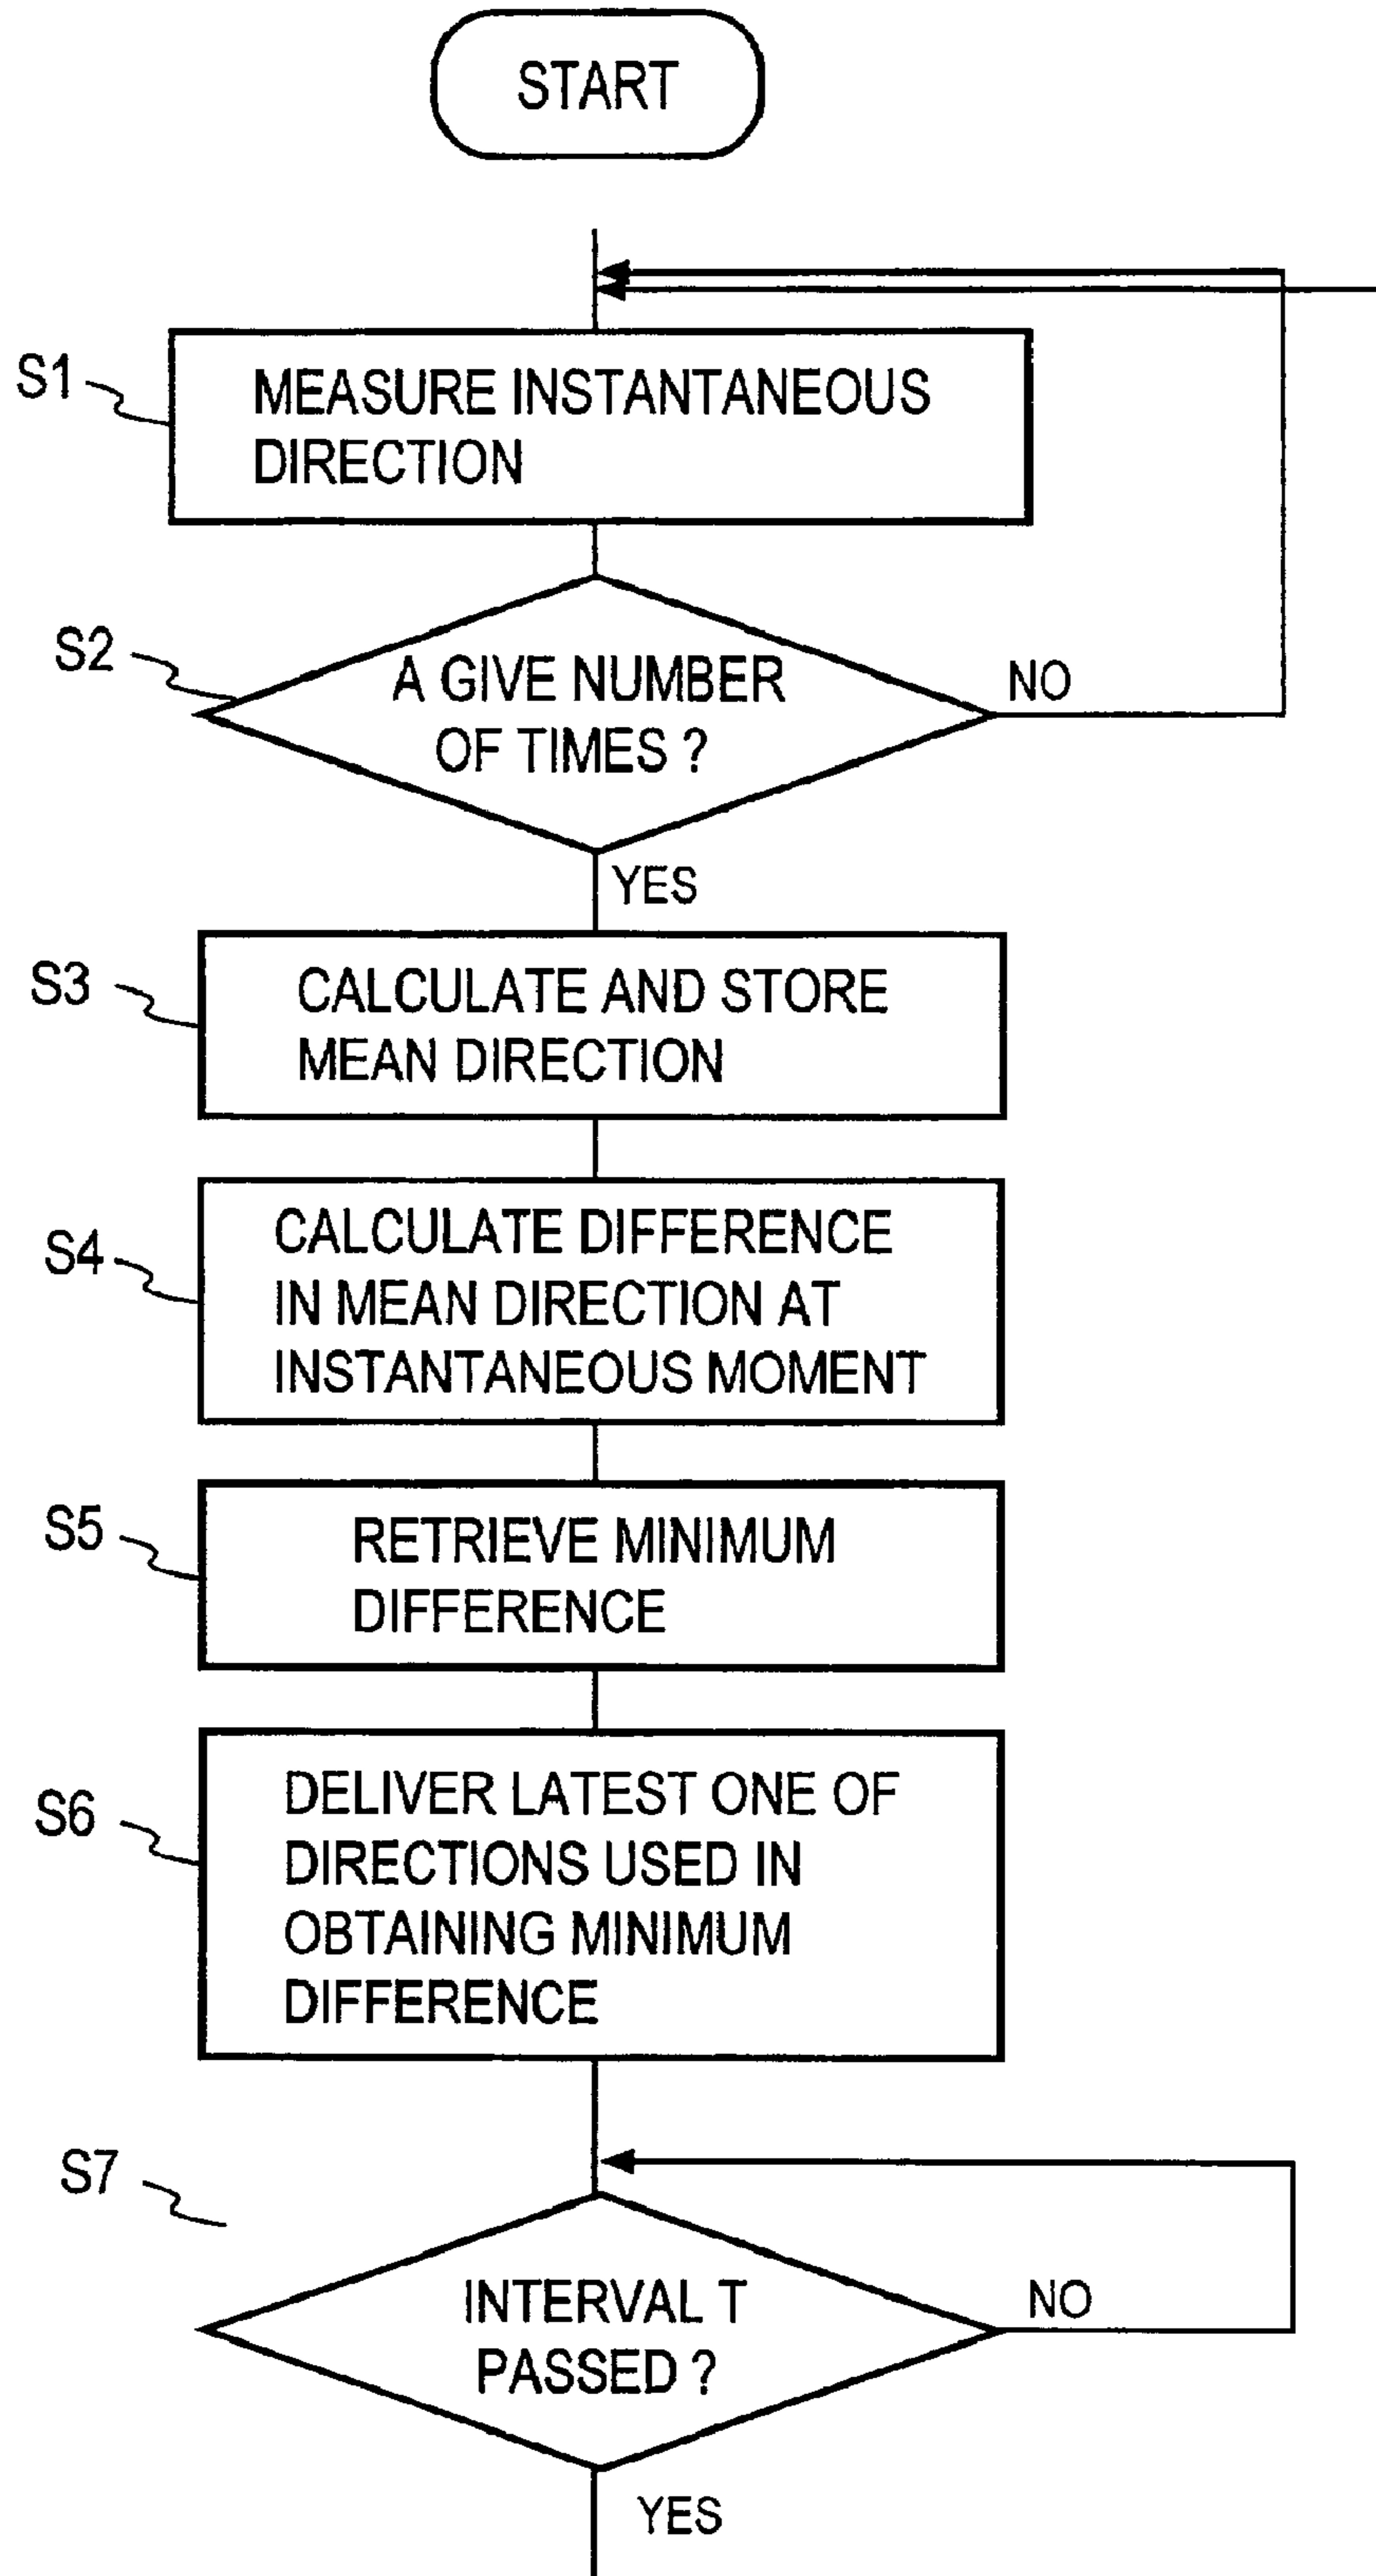 START
S1
MEASURE INSTANTANEOUS
DIRECTION
S2
A GIVE NUMBER
OF TIMES ?
NO
YES
S3
CALCULATE AND STORE
MEAN DIRECTION
S4
CALCULATE DIFFERENCE
IN MEAN DIRECTION AT
INSTANTANEOUS MOMENT
S5
RETRIEVE MINIMUM
DIFFERENCE
S6
DELIVER LATEST ONE OF
DIRECTIONS USED IN
OBTAINING MINIMUM
DIFFERENCE
S7
INTERVAL T
PASSED ?
NO
YES